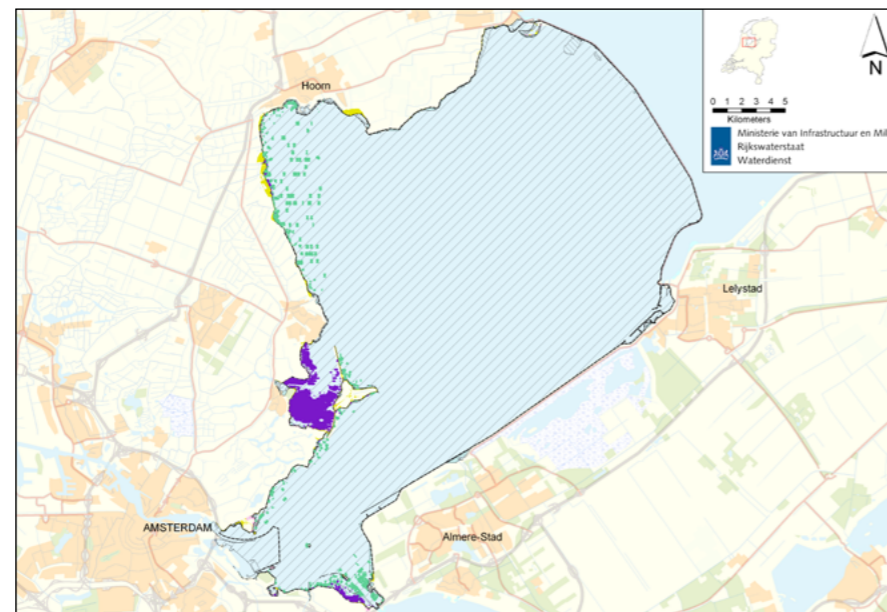 Hoorn
N
0 1 2 3 4 5
Kilometers
Ministerie van Infrastructuur en Mil
Rijkswaterstaat
Waterdienst
Lelystad
AMSTERDAM
Almere-Stad